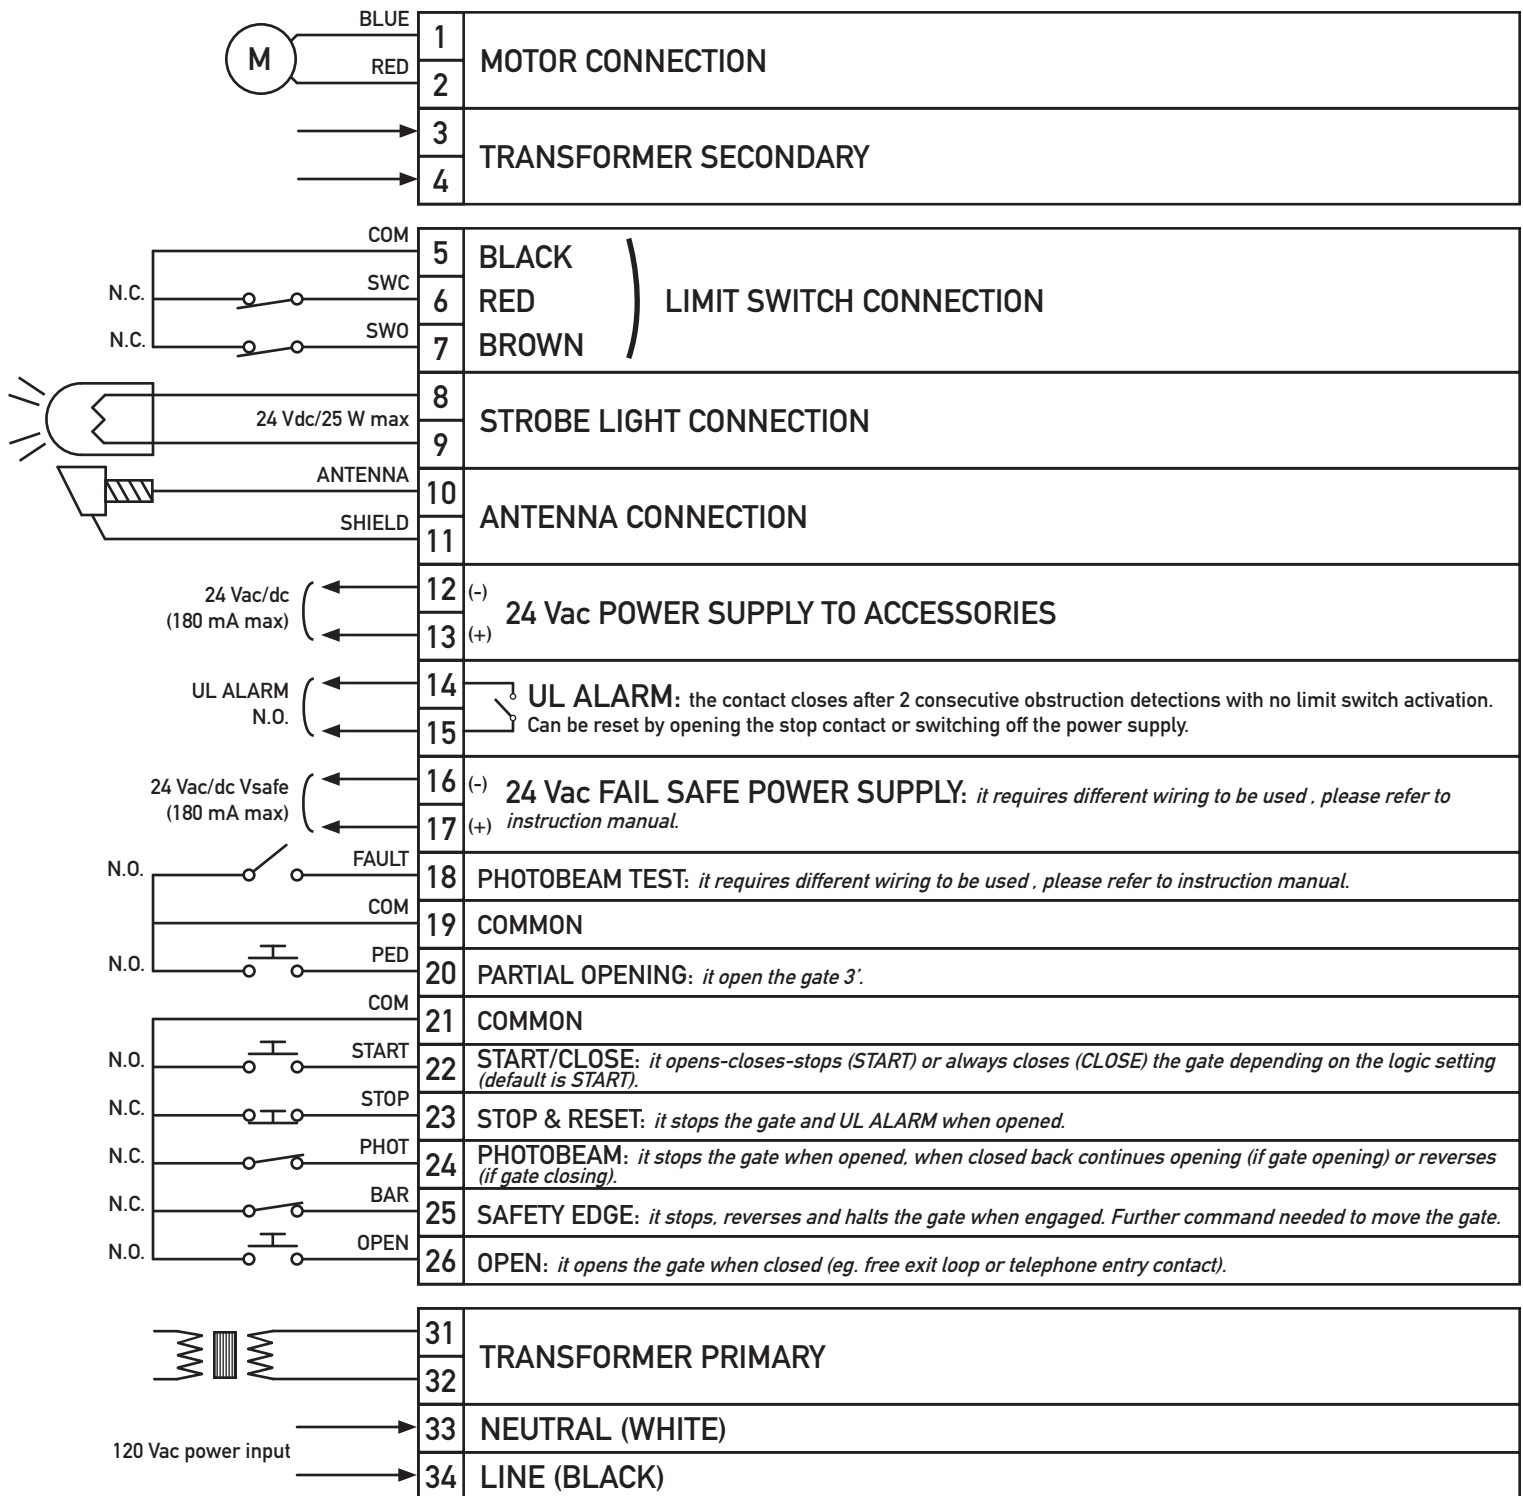 BLUE
1
M
RED
2
MOTOR CONNECTION
3
4
TRANSFORMER SECONDARY
COM
5
BLACK
N.C.
SWC
6
RED
LIMIT SWITCH CONNECTION
N.C.
SWO
7
BROWN
8
24 Vdc/25 W max
STROBE LIGHT CONNECTION
9
ANTENNA
10
ANTENNA CONNECTION
SHIELD
11
24 Vac/dc
(180 mA max)
12 (-)
13 (+)
24 Vac POWER SUPPLY TO ACCESSORIES
UL ALARM
N.O.
14
15
UL ALARM: the contact closes after 2 consecutive obstruction detections with no limit switch activation.
Can be reset by opening the stop contact or switching off the power supply.
24 Vac/dc Vsafe
(180 mA max)
16 (-)
17 (+)
24 Vac FAIL SAFE POWER SUPPLY: it requires different wiring to be used , please refer to
instruction manual.
N.O.
FAULT
18
PHOTOBEAM TEST: it requires different wiring to be used , please refer to instruction manual.
COM
19
COMMON
N.O.
PED
20
PARTIAL OPENING: it open the gate 3'.
COM
21
COMMON
N.O.
START
22
START/CLOSE: it opens-closes-stops (START) or always closes (CLOSE) the gate depending on the logic setting
(default is START).
N.C.
STOP
23
STOP & RESET: it stops the gate and UL ALARM when opened.
N.C.
PHOT
24
PHOTOBEAM: it stops the gate when opened, when closed back continues opening (if gate opening) or reverses
(if gate closing).
N.C.
BAR
25
SAFETY EDGE: it stops, reverses and halts the gate when engaged. Further command needed to move the gate.
N.O.
OPEN
26
OPEN: it opens the gate when closed (eg. free exit loop or telephone entry contact).
31
32
TRANSFORMER PRIMARY
120 Vac power input
33
NEUTRAL (WHITE)
34
LINE (BLACK)